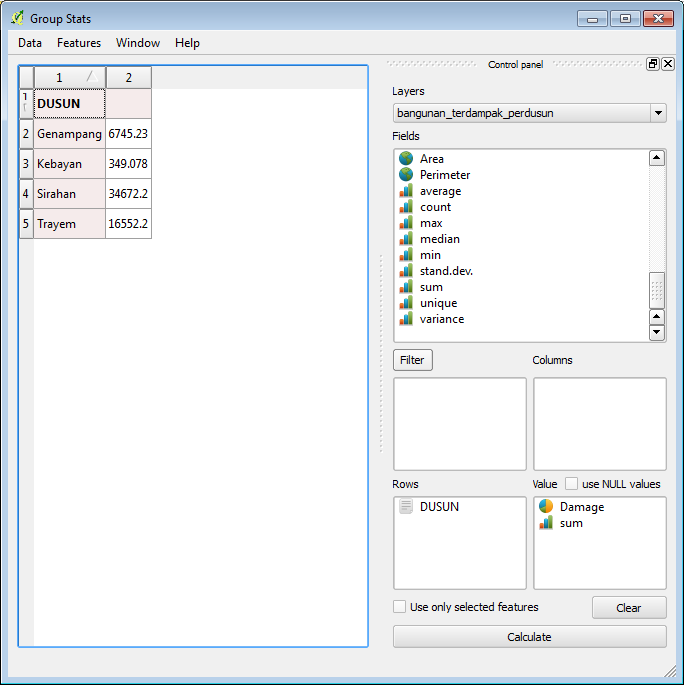 Group Stats
Data Features Window Help
1 2
1 DUSUN
2 Genampang 6745.23
3 Kebayan 349.078
4 Sirahan 34672.2
5 Trayem 16552.2
Control panel
Layers
bangunan_terdampak_perdusun
Fields
Area
Perimeter
average
count
max
median
min
stand.dev.
sum
unique
variance
Filter Columns
Rows Value use NULL values
DUSUN
Damage
sum
Use only selected features Clear
Calculate